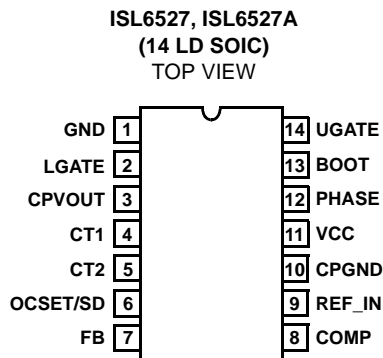 ISL6527, ISL6527A
(14 LD SOIC)
TOP VIEW
GND 1 14 UGATE
LGATE 2 13 BOOT
CPVOUT 3 12 PHASE
CT1 4 11 VCC
CT2 5 10 CPGND
OCSET/SD 6 9 REF_IN
FB 7 8 COMP